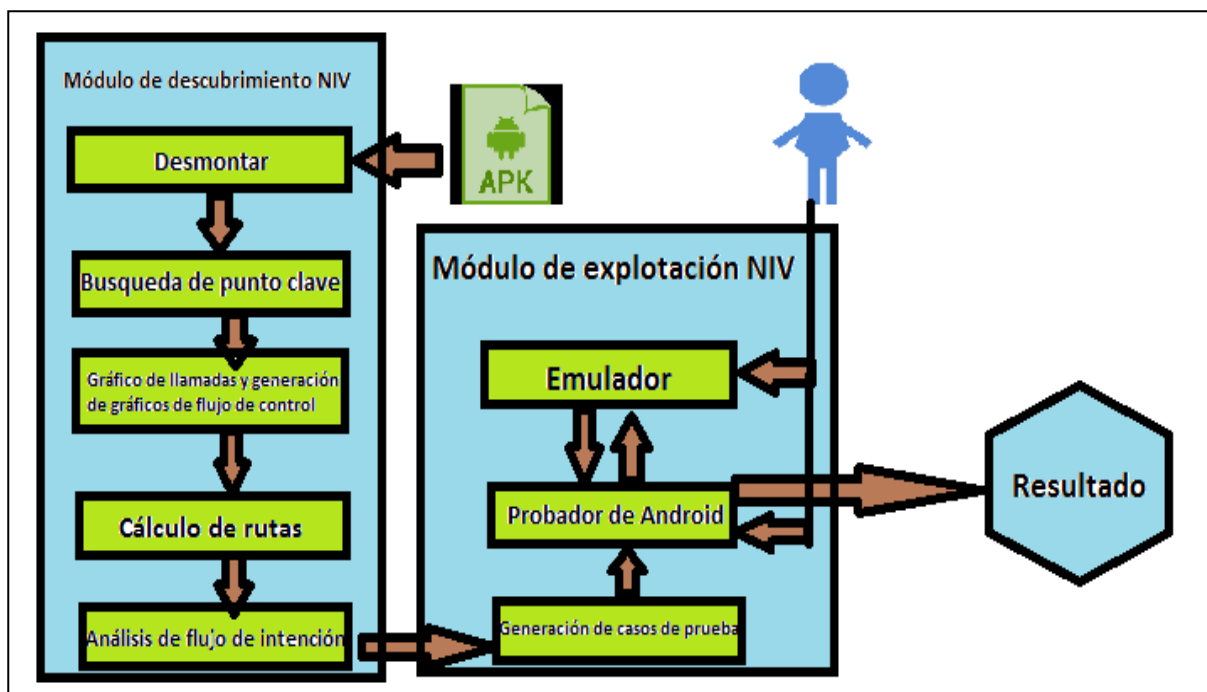 Módulo de descubrimiento NIV
Desmontar
Busqueda de punto clave
Gráfico de llamadas y generación
de gráficos de flujo de control
Cálculo de rutas
Análisis de flujo de intención
APK
Módulo de explotación NIV
Emulador
Probador de Android
Generación de casos de prueba
Resultado